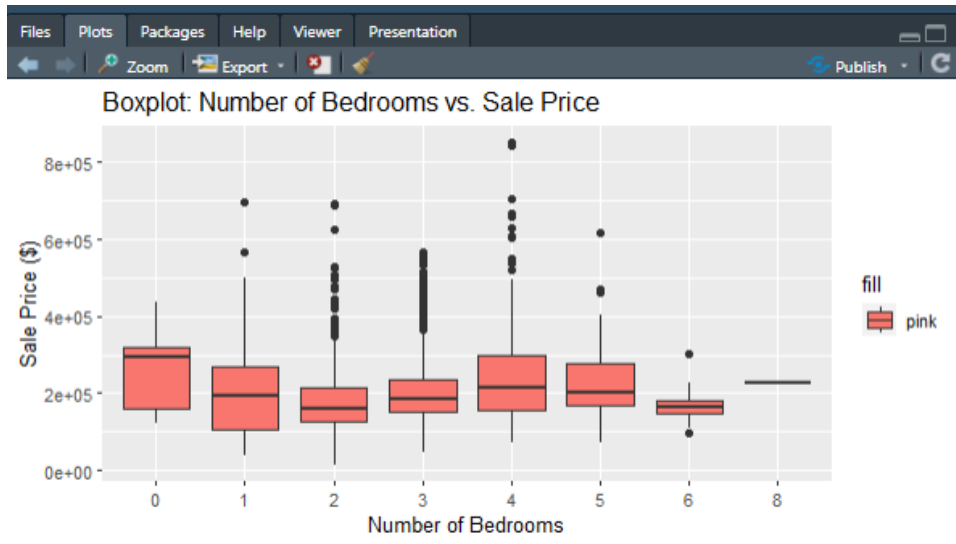 Files Plots Packages Help Viewer Presentation
Zoom Export Publish
Boxplot: Number of Bedrooms vs. Sale Price
Sale Price ($)
8e+05
6e+05
4e+05
2e+05
0e+00
0 1 2 3 4 5 6 8
Number of Bedrooms
fill
pink